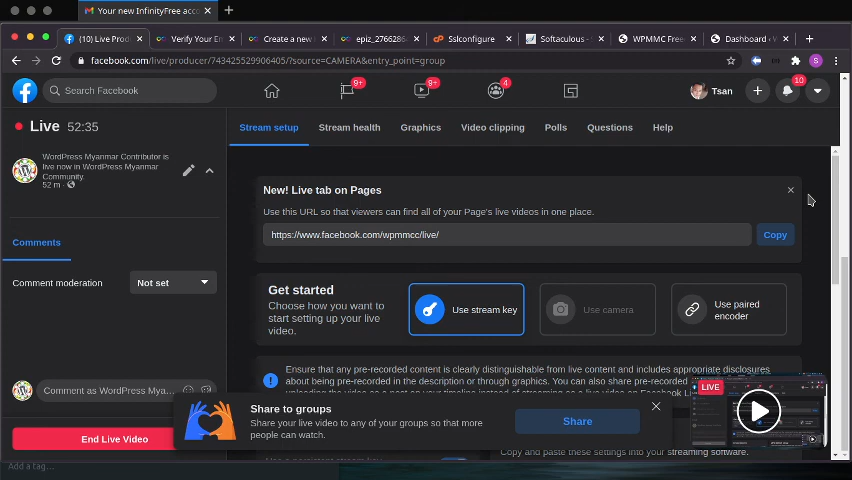 Your new InfinityFree acco
(10) Live Prod
Verify Your Em
Create a new
epiz_2766286
Sslconfigure
Softaculous -
WPMMC Free
Dashboard ‹ W
facebook.com/live/producer/743425529906405/?source=CAMERA&entry_point=group
S
Search Facebook
9+
9+
4
Tsan
10
Live 52:35
Stream setup
Stream health
Graphics
Video clipping
Polls
Questions
Help
WordPress Myanmar Contributor is
live now in WordPress Myanmar
Community.
52 m ·
New! Live tab on Pages
Use this URL so that viewers can find all of your Page's live videos in one place.
https://www.facebook.com/wpmmcc/live/
Copy
Comments
Comment moderation
Not set
Get started
Choose how you want to
start setting up your live
video.
Use stream key
Use camera
Use paired
encoder
Ensure that any pre-recorded content is clearly distinguishable from live content and includes appropriate disclosures
about being pre-recorded in the description or through graphics. You can also share pre-recorded
LIVE
Comment as WordPress Mya...
Share to groups
Share your live video to any of your groups so that more
people can watch.
Share
End Live Video
Copy and paste these settings into your streaming software.
Add a tag...